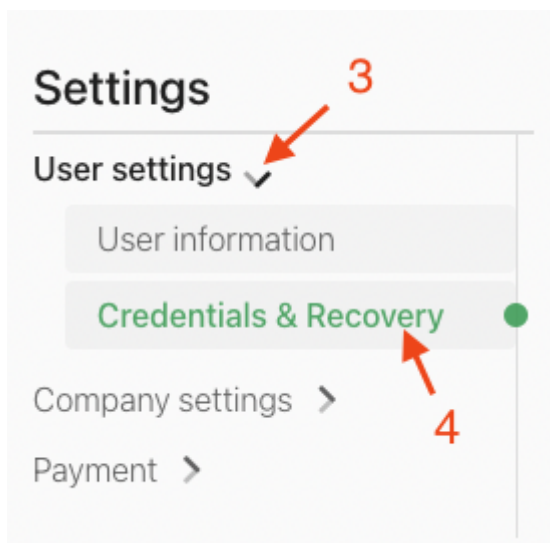 3
Settings
User settings
User information
Credentials & Recovery
Company settings
4
Payment